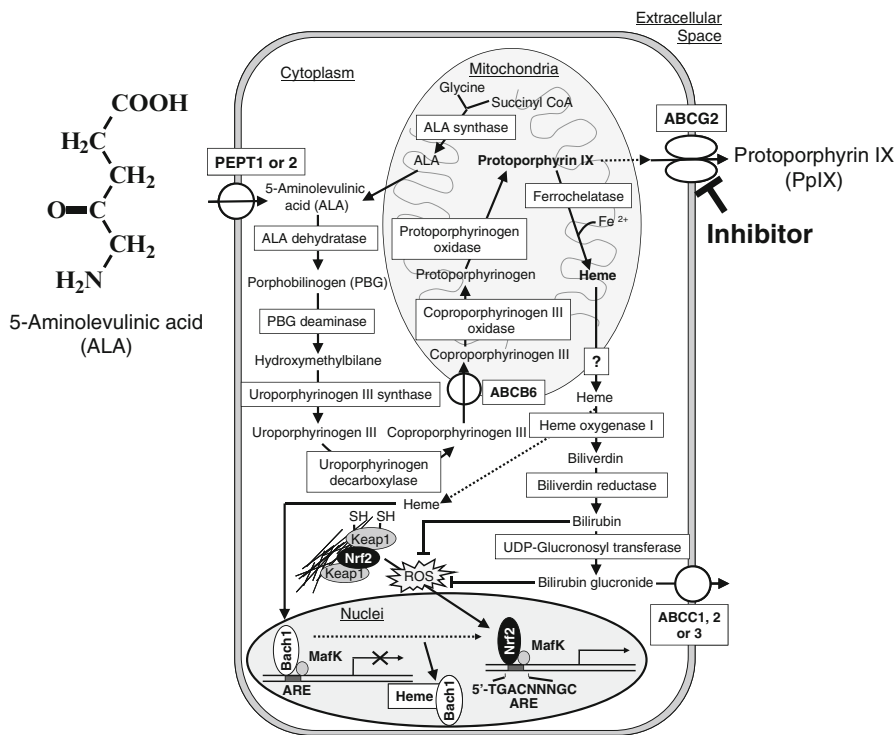 Extracellular
Space
Cytoplasm
Mitochondria
Glycine
Succinyl CoA
ALA synthase
ALA
Protoporphyrin IX
ABCG2
Protoporphyrin IX
(PpIX)
Inhibitor
COOH
H₂C
CH₂
O=C
CH₂
H₂N
5-Aminolevulinic acid
(ALA)
PEPT1 or 2
5-Aminolevulinic
acid (ALA)
ALA dehydratase
Porphobilinogen (PBG)
PBG deaminase
Hydroxymethylbilane
Uroporphyrinogen III synthase
Uroporphyrinogen III
Uroporphyrinogen
decarboxylase
Coproporphyrinogen III
ABCB6
Coproporphyrinogen III
Coproporphyrinogen III
oxidase
Protoporphyrinogen
Protoporphyrinogen
oxidase
Ferrochelatase
Fe ²⁺
Heme
?
Heme
Heme oxygenase I
Biliverdin
Biliverdin reductase
Bilirubin
UDP-Glucronosyl transferase
Bilirubin glucronide
ABCC1, 2
or 3
Heme
SH SH
Keap1
Nrf2
Keap1
ROS
Nuclei
Bach1
MafK
ARE
Heme
Bach1
Nrf2
MafK
5'-TGACNNNGC
ARE